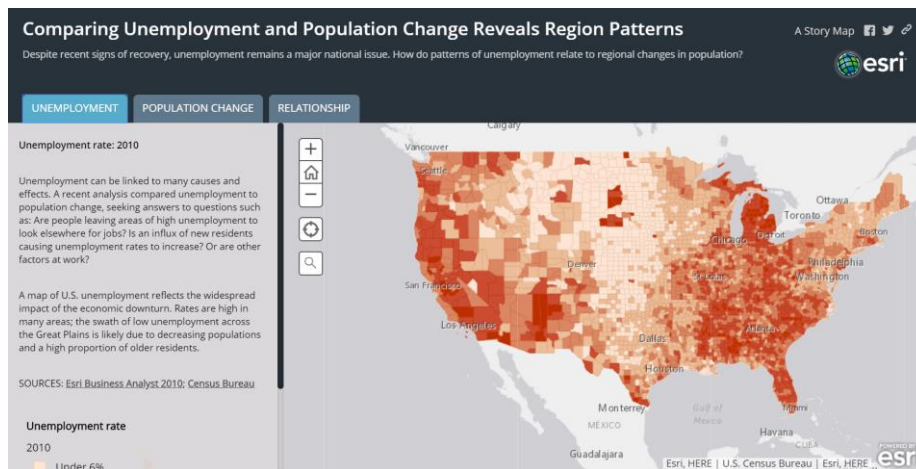 Comparing Unemployment and Population Change Reveals Region Patterns
A Story Map
Despite recent signs of recovery, unemployment remains a major national issue. How do patterns of unemployment relate to regional changes in population?
esri
UNEMPLOYMENT
POPULATION CHANGE
RELATIONSHIP
Unemployment rate: 2010
Unemployment can be linked to many causes and
effects. A recent analysis compared unemployment to
population change, seeking answers to questions such
as: Are people leaving areas of high unemployment to
look elsewhere for jobs? Is an influx of new residents
causing unemployment rates to increase? Or are other
factors at work?
A map of U.S. unemployment reflects the widespread
impact of the economic downturn. Rates are high in
many areas; the swath of low unemployment across
the Great Plains is likely due to decreasing populations
and a high proportion of older residents.
SOURCES: Esri Business Analyst 2010; Census Bureau
Unemployment rate
2010
Under 6%
Calgary
Vancouver
Seattle
Ottawa
Toronto
Boston
Detroit
Chicago
Philadelphia
Washington
Denver
San Francisco
Los Angeles
Atlanta
Dallas
Houston
Monterrey
Gulf of
Mexico
Miami
MÉXICO
Havana
CUBA
Guadalajara
Esri, HERE | U.S. Census Bureau | Esri, HERE
POWERED BY
esri